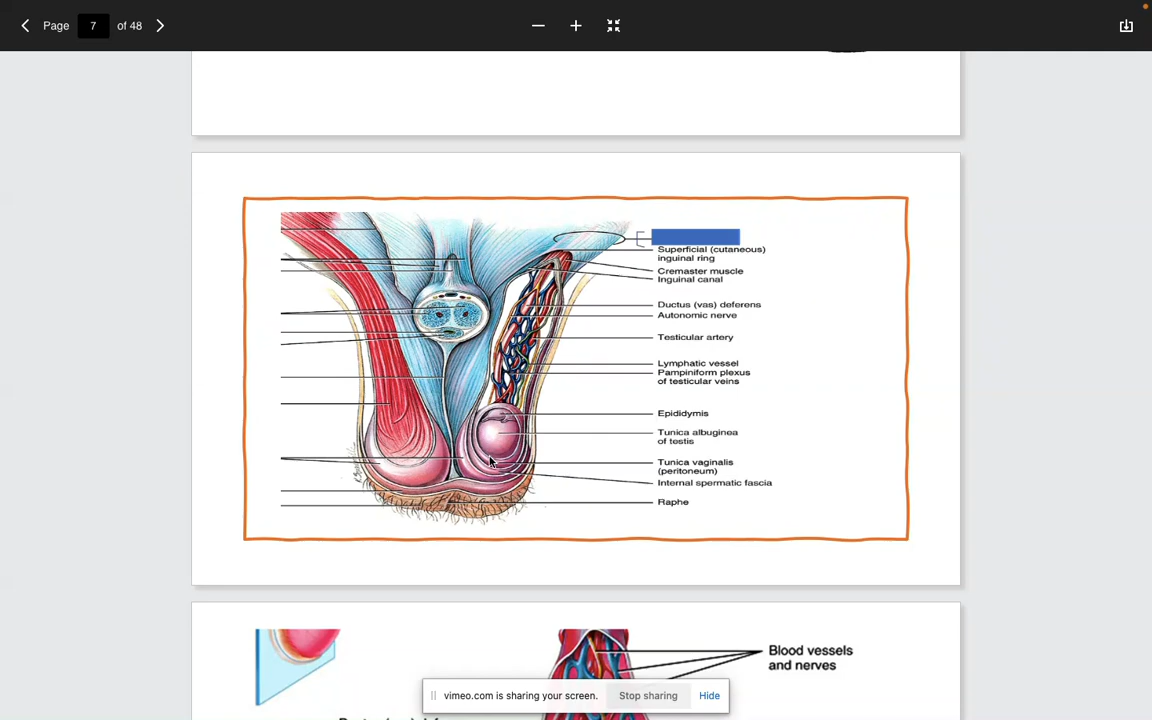 Page 7 of 48
Superficial (cutaneous)
inguinal ring
Cremaster muscle
Inguinal canal
Ductus (vas) deferens
Autonomic nerve
Testicular artery
Lymphatic vessel
Pampiniform plexus
of testicular veins
Epididymis
Tunica albuginea
of testis
Tunica vaginalis
(peritoneum)
Internal spermatic fascia
Raphe
Blood vessels
and nerves
vimeo.com is sharing your screen. Stop sharing Hide